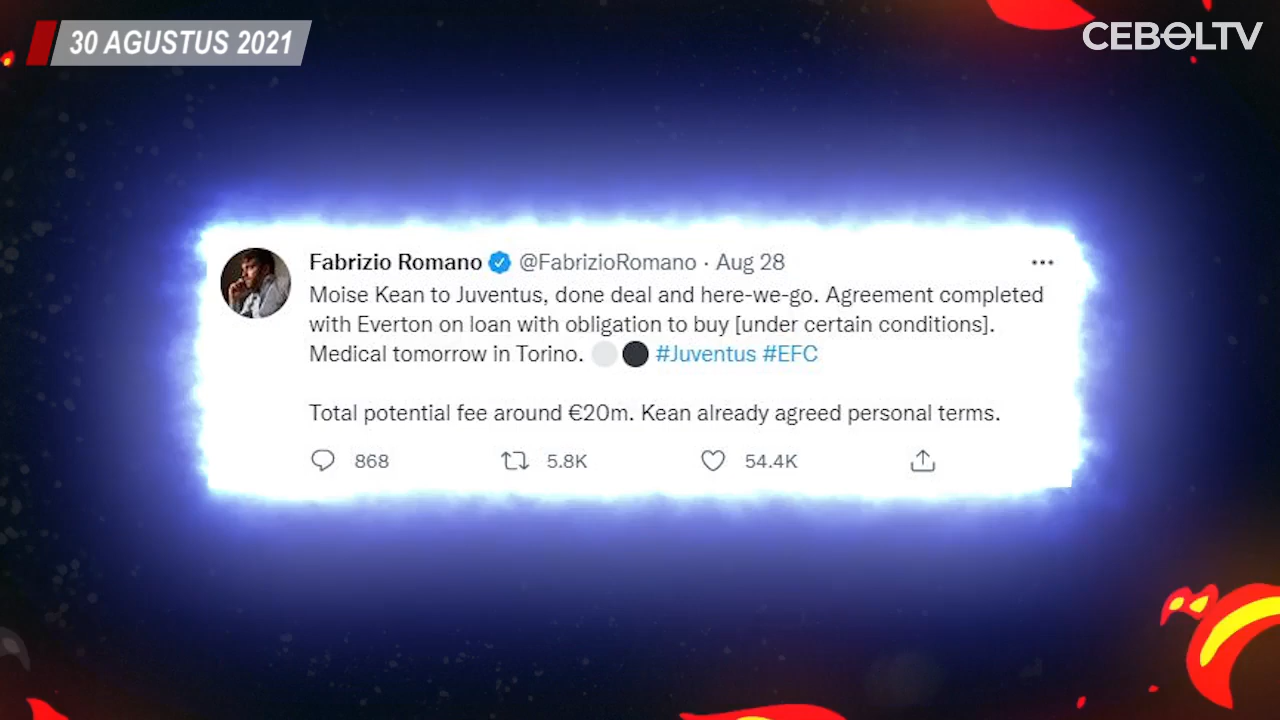 30 AGUSTUS 2021
CEBOLTV
Fabrizio Romano @FabrizioRomano · Aug 28
Moise Kean to Juventus, done deal and here-we-go. Agreement completed
with Everton on loan with obligation to buy [under certain conditions].
Medical tomorrow in Torino. ⚪⚫ #Juventus #EFC
Total potential fee around €20m. Kean already agreed personal terms.
868 5.8K 54.4K